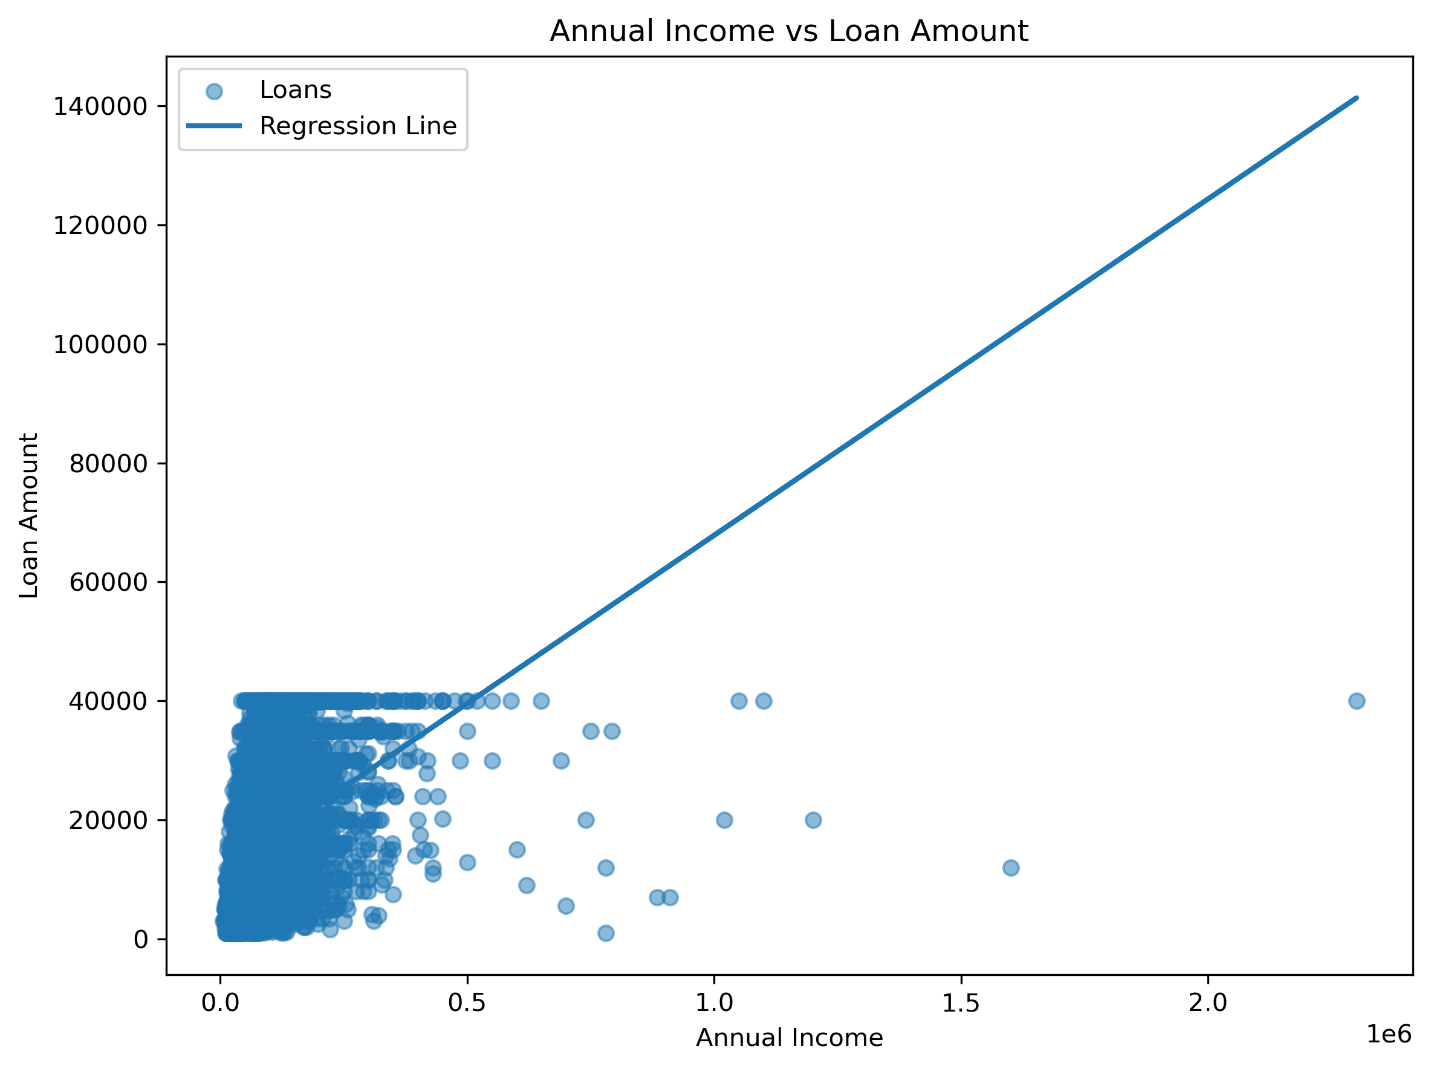 Annual Income vs Loan Amount
Loans
Regression Line
140000
120000
100000
80000
60000
40000
20000
0
Loan Amount
0.0 0.5 1.0 1.5 2.0
1e6
Annual Income